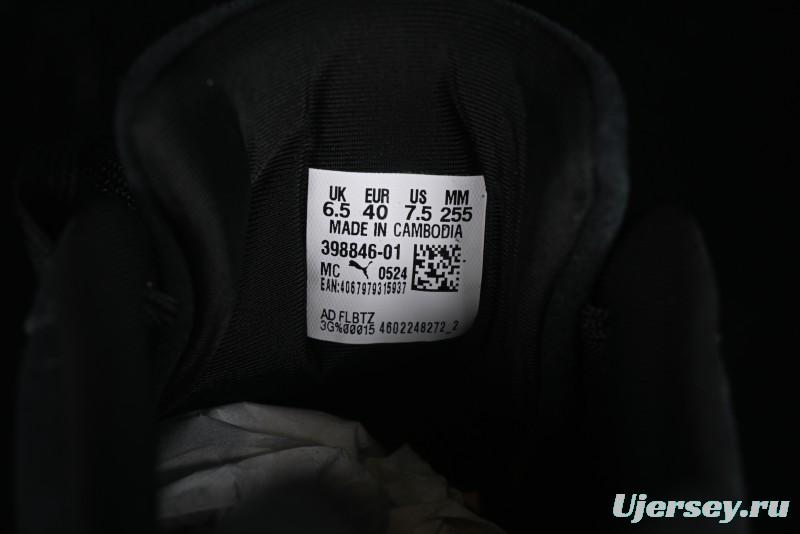 UK EUR US MM
6.5 40 7.5 255
MADE IN CAMBODIA
398846-01
MC 0524
EAN:4067979315937
AD FLBTZ
3G%00015 4602248272_2
Ujersey.ru